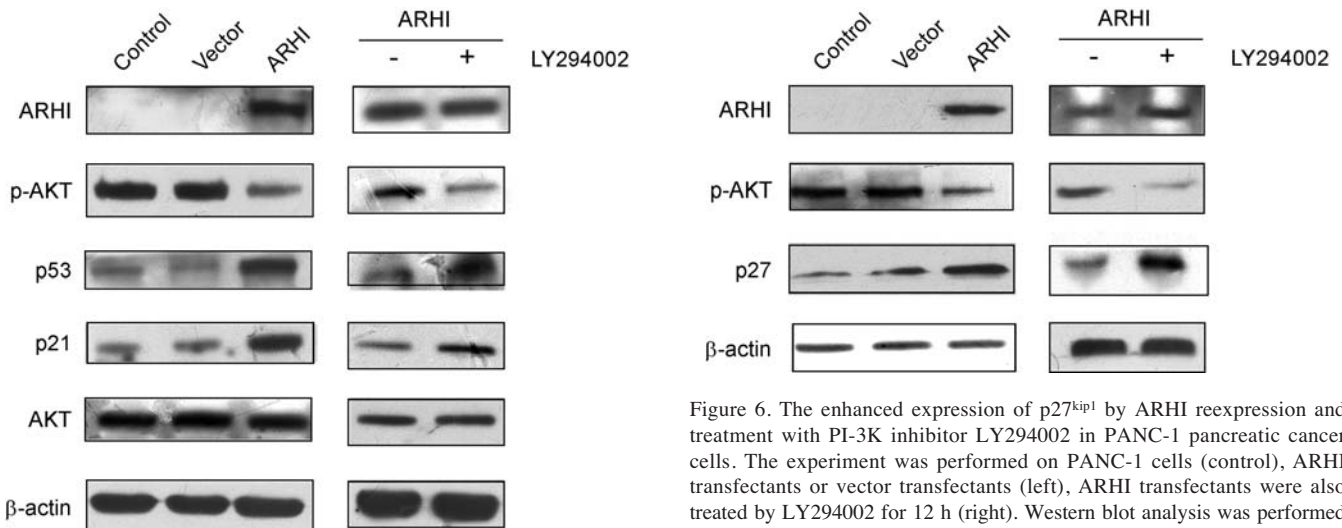 Control Vector ARHI
ARHI
- + LY294002
ARHI
p-AKT
p53
p21
AKT
β-actin
Control Vector ARHI
ARHI
- + LY294002
ARHI
p-AKT
p27
β-actin
Figure 6. The enhanced expression of p27kip1 by ARHI reexpression and
treatment with PI-3K inhibitor LY294002 in PANC-1 pancreatic cancer
cells. The experiment was performed on PANC-1 cells (control), ARHI
transfectants or vector transfectants (left), ARHI transfectants were also
treated by LY294002 for 12 h (right). Western blot analysis was performed